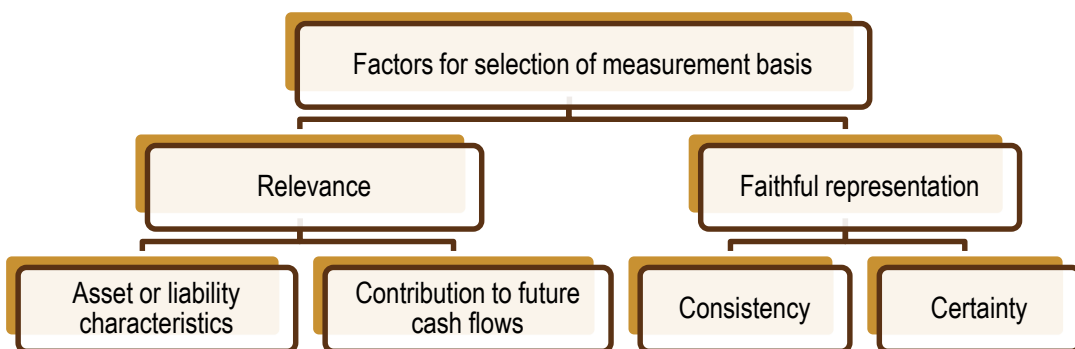 Factors for selection of measurement basis
Relevance
Faithful representation
Asset or liability
characteristics
Contribution to future
cash flows
Consistency
Certainty